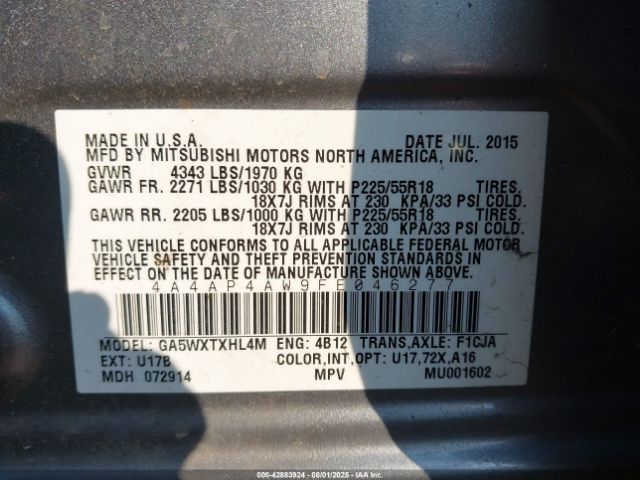 MADE IN U.S.A. DATE JUL. 2015
MFD BY MITSUBISHI MOTORS NORTH AMERICA, INC.
GVWR 4343 LBS/1970 KG
GAWR FR. 2271 LBS/1030 KG WITH P225/55R18 TIRES.
18X7J RIMS AT 230 KPA/33 PSI COLD.
GAWR RR. 2205 LBS/1000 KG WITH P225/55R18 TIRES.
18X7J RIMS AT 230 KPA/33 PSI COLD.
THIS VEHICLE CONFORMS TO ALL APPLICABLE FEDERAL MOTOR
VEHICLE SAFETY AND THEFT PREVENTION STANDARDS IN
EFFECT ON THE DATE OF MANUFACTURE SHOWN ABOVE.
4A4AP4AW9FE046277
MODEL: GA5WXTXHL4M ENG: 4B12 TRANS,AXLE: F1CJA
EXT: U17B COLOR,INT,OPT: U17,72X,A16
MDH 072914 MPV MU001602
000-42883924 - 08/01/2025 - IAA Inc.